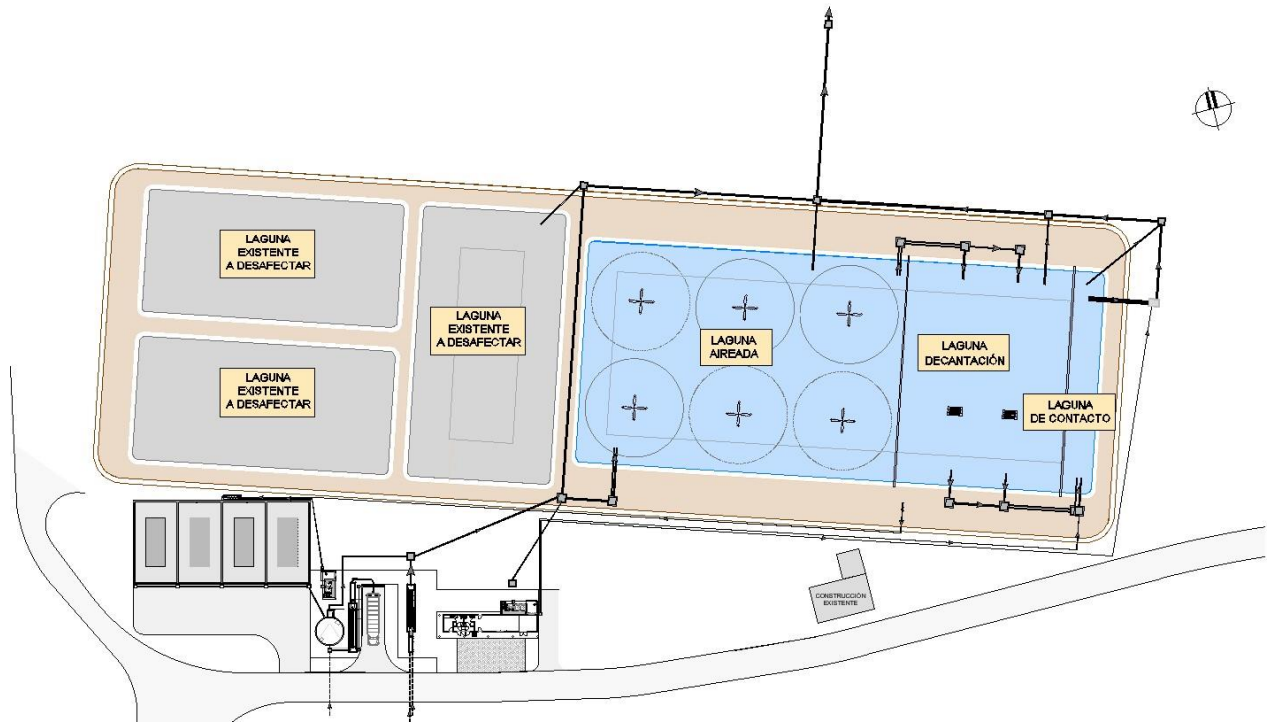 LAGUNA
EXISTENTE
A DESAFECTAR
LAGUNA
EXISTENTE
A DESAFECTAR
LAGUNA
EXISTENTE
A DESAFECTAR
LAGUNA
AIREADA
LAGUNA
DECANTACIÓN
LAGUNA
DE CONTACTO
CONSTRUCCIÓN
EXISTENTE